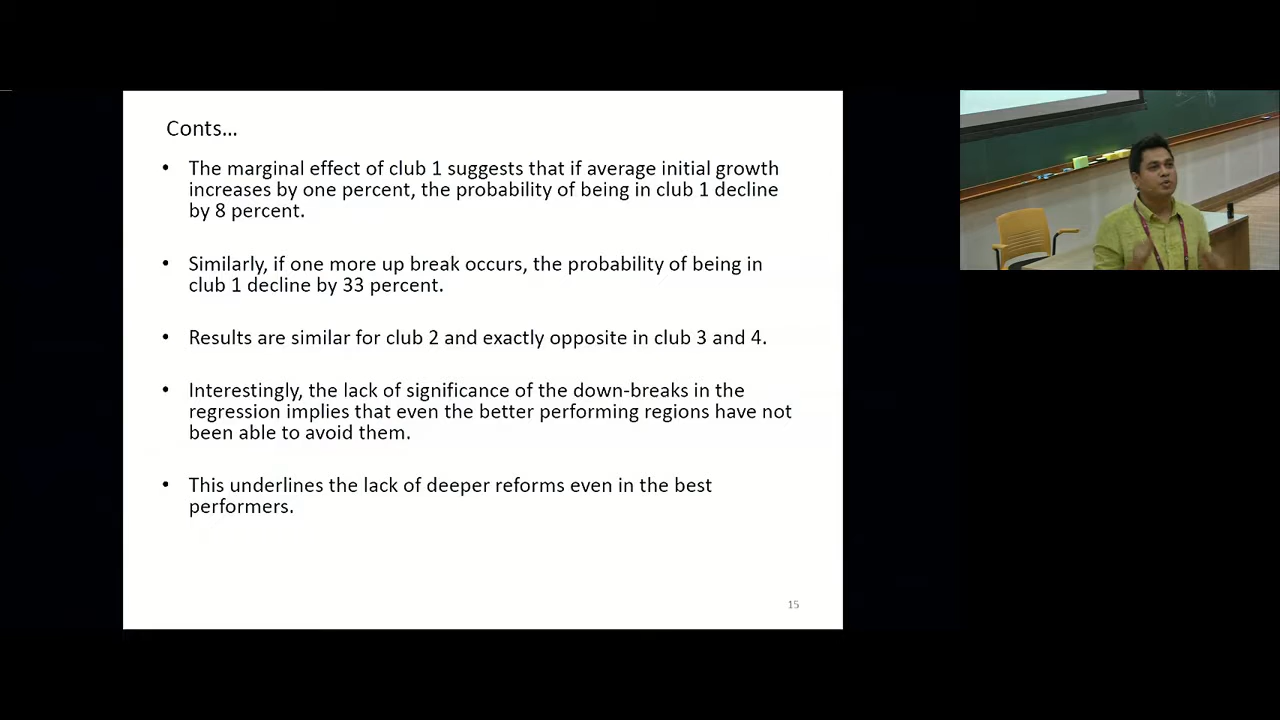 Conts...
• The marginal effect of club 1 suggests that if average initial growth
increases by one percent, the probability of being in club 1 decline
by 8 percent.
• Similarly, if one more up break occurs, the probability of being in
club 1 decline by 33 percent.
• Results are similar for club 2 and exactly opposite in club 3 and 4.
• Interestingly, the lack of significance of the down-breaks in the
regression implies that even the better performing regions have not
been able to avoid them.
• This underlines the lack of deeper reforms even in the best
performers.
15